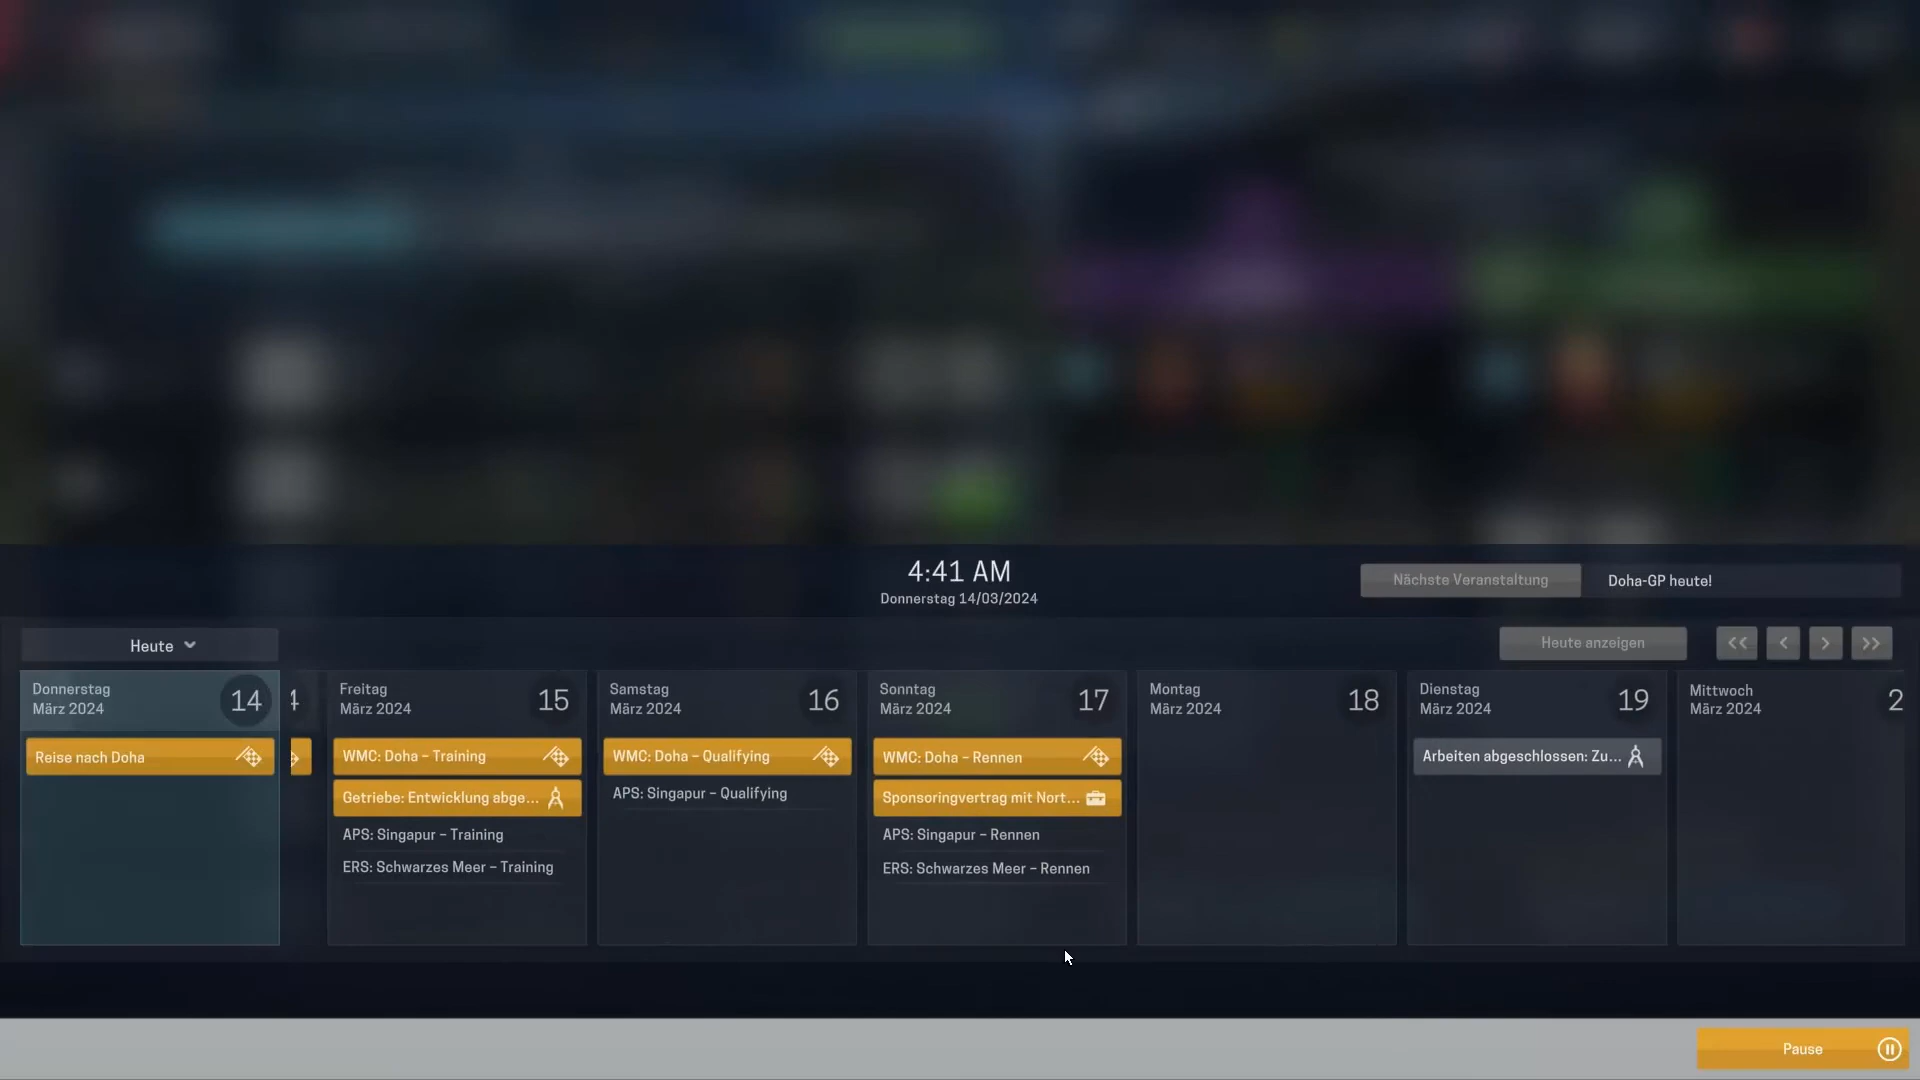 4:41 AM
Donnerstag 14/03/2024
Nächste Veranstaltung
Doha-GP heute!
Heute
Heute anzeigen
Donnerstag
März 2024
14
Reise nach Doha
4
Freitag
März 2024
15
WMC: Doha – Training
Getriebe: Entwicklung abge...
APS: Singapur – Training
ERS: Schwarzes Meer – Training
Samstag
März 2024
16
WMC: Doha – Qualifying
APS: Singapur – Qualifying
Sonntag
März 2024
17
WMC: Doha – Rennen
Sponsoringvertrag mit Nort...
APS: Singapur – Rennen
ERS: Schwarzes Meer – Rennen
Montag
März 2024
18
Dienstag
März 2024
19
Arbeiten abgeschlossen: Zu...
Mittwoch
März 2024
2
Pause